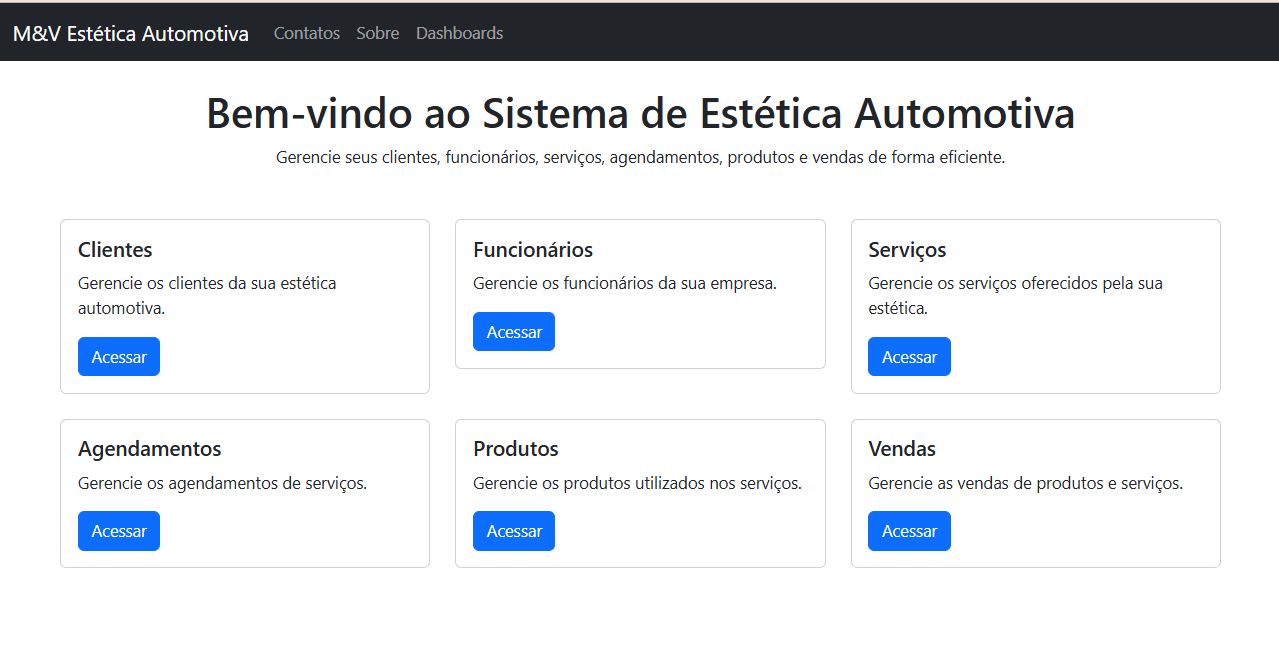 M&V Estética Automotiva Contatos Sobre Dashboards
Bem-vindo ao Sistema de Estética Automotiva
Gerencie seus clientes, funcionários, serviços, agendamentos, produtos e vendas de forma eficiente.
Clientes
Gerencie os clientes da sua estética
automotiva.
Acessar
Funcionários
Gerencie os funcionários da sua empresa.
Acessar
Serviços
Gerencie os serviços oferecidos pela sua
estética.
Acessar
Agendamentos
Gerencie os agendamentos de serviços.
Acessar
Produtos
Gerencie os produtos utilizados nos serviços.
Acessar
Vendas
Gerencie as vendas de produtos e serviços.
Acessar